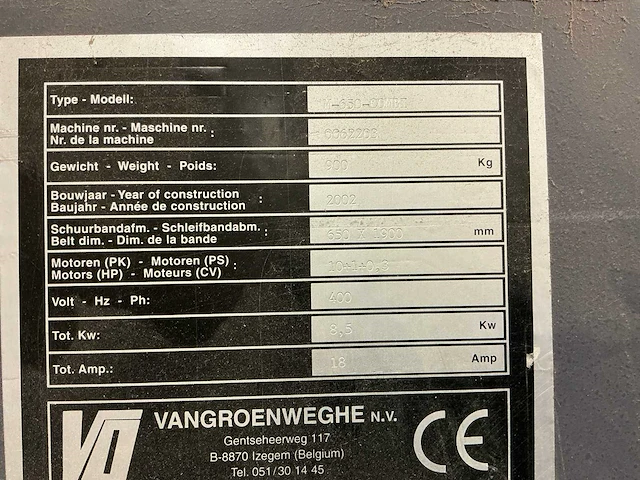 Type - Modell:
Machine nr. - Maschine nr. :
Nr. de la machine
Gewicht - Weight - Poids: 900 Kg
Bouwjaar - Year of construction : 2002
Baujahr - Année de construction
Schuurbandafm. - Schleifbandabm. : 650 X 1900 mm
Belt dim. - Dim. de la bande
Motoren (PK) - Motoren (PS) :
Motors (HP) - Moteurs (CV)
Volt - Hz - Ph: 400
Tot. Kw: 8,5 Kw
Tot. Amp.: 18 Amp
VANGROENWEGHE N.V.
Gentseheerweg 117
B-8870 Izegem (Belgium)
Tel. 051/30 14 45
CE